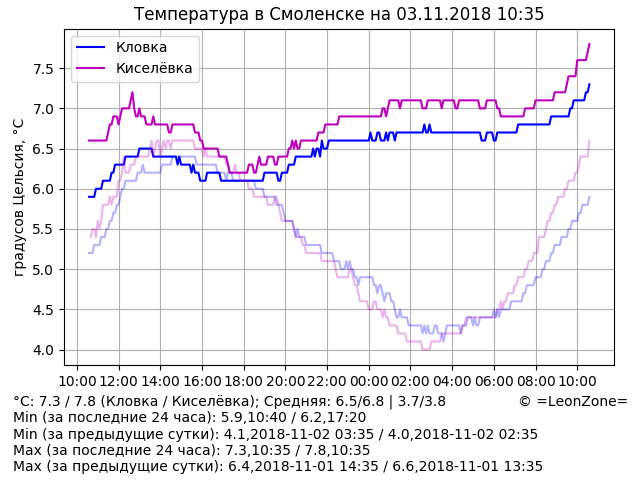 Температура в Смоленске на 03.11.2018 10:35
Кловка
Киселёвка
градусов Цельсия, °C
7.5
7.0
6.5
6.0
5.5
5.0
4.5
4.0
10:00 12:00 14:00 16:00 18:00 20:00 22:00 00:00 02:00 04:00 06:00 08:00 10:00
°C: 7.3 / 7.8 (Кловка / Киселёвка); Средняя: 6.5/6.8 | 3.7/3.8 © =LeonZone=
Min (за последние 24 часа): 5.9,10:40 / 6.2,17:20
Min (за предыдущие сутки): 4.1,2018-11-02 03:35 / 4.0,2018-11-02 02:35
Max (за последние 24 часа): 7.3,10:35 / 7.8,10:35
Max (за предыдущие сутки): 6.4,2018-11-01 14:35 / 6.6,2018-11-01 13:35